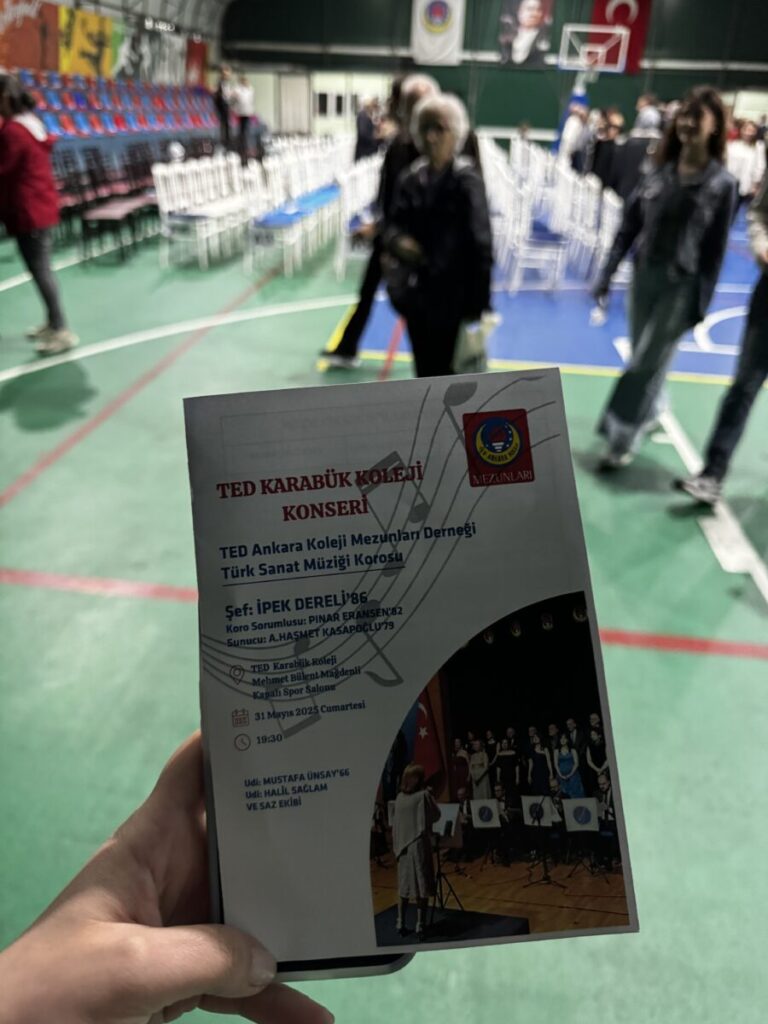 TED KARABÜK KOLEJİ
KONSERİ
MEZUNLARI
TED Ankara Koleji Mezunları Derneği
Türk Sanat Müziği Korosu
Şef: İPEK DERELİ'86
Koro Sorumlusu: PINAR ERANSEN'82
Sunucu: A.HAŞMET KASAPOĞLU'79
TED Karabük Koleji
Mehmet Bülent Mağdenli
Kapalı Spor Salonu
31 Mayıs 2025 Cumartesi
19:30
Udi: MUSTAFA ÜNSAY'66
Udi: HALİL SAĞLAM
VE SAZ EKİBİ